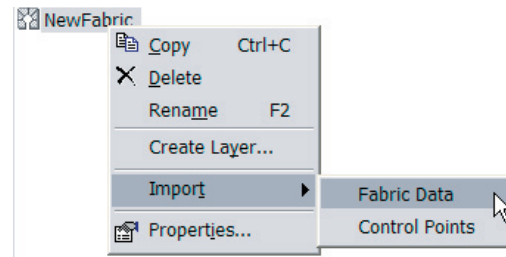 NewFabric
Copy Ctrl+C
Delete
Rename F2
Create Layer...
Import
Fabric Data
Control Points
Properties...